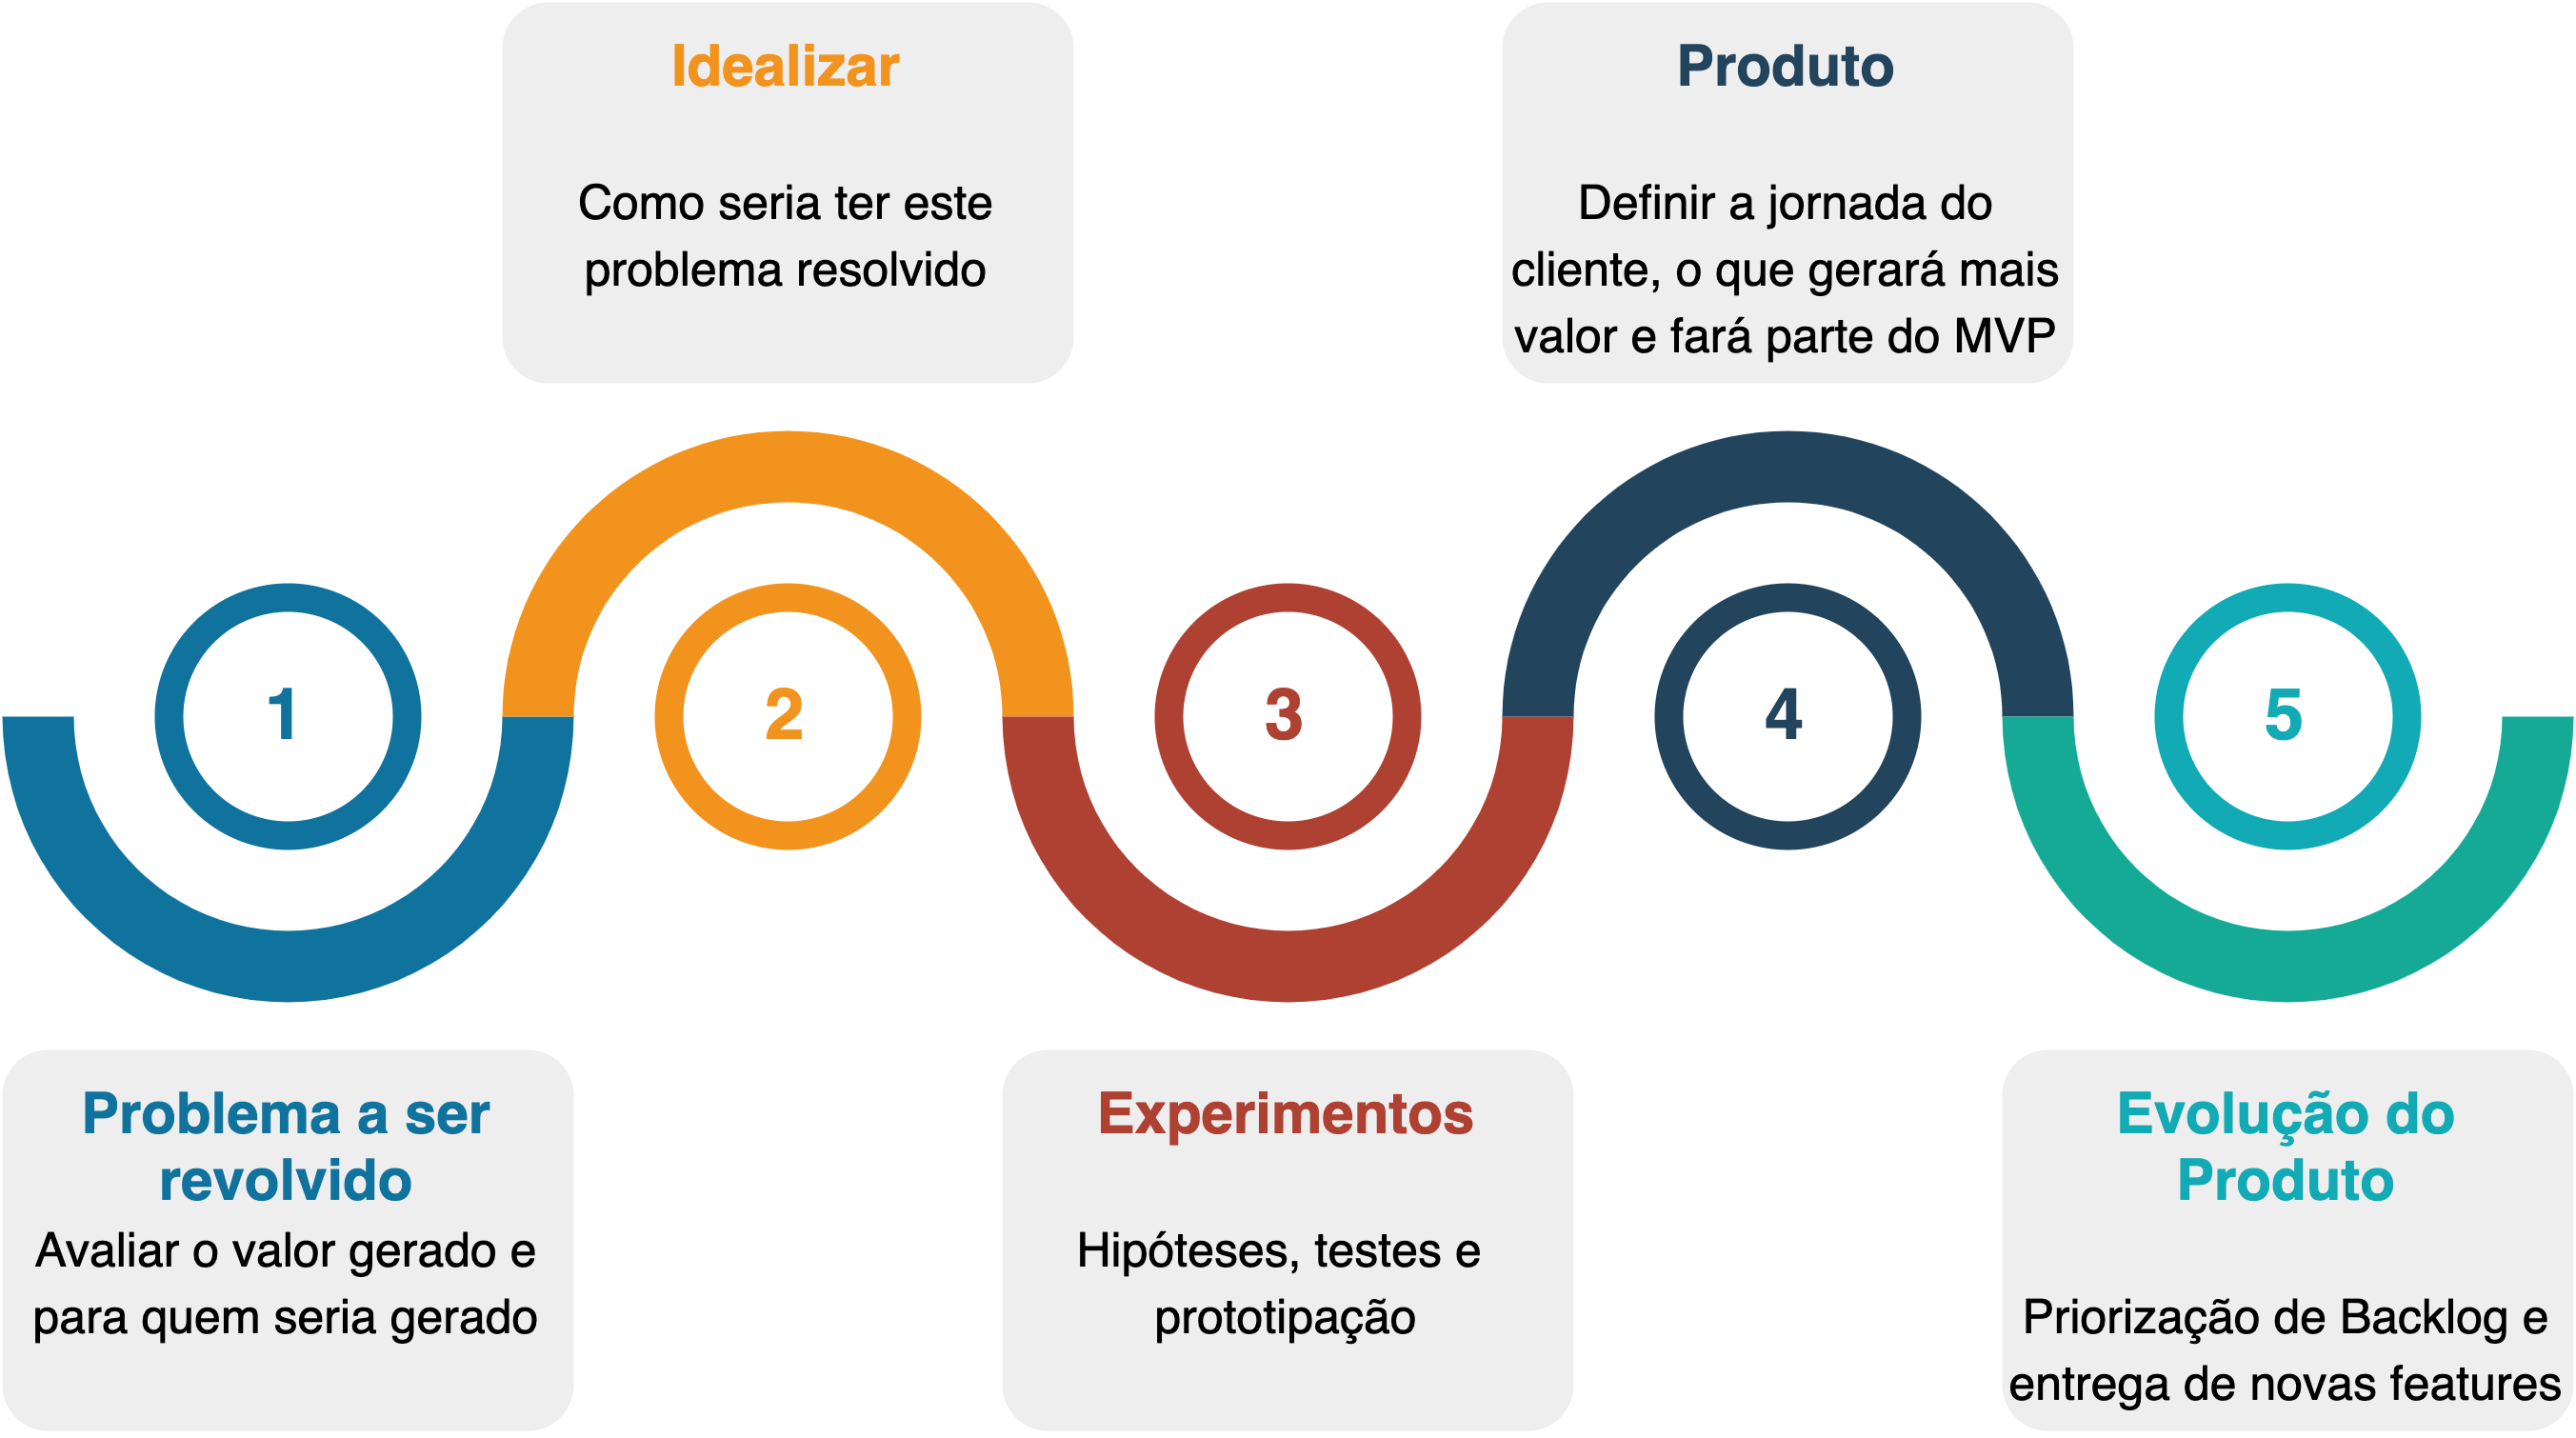 Idealizar
Como seria ter este
problema resolvido
Produto
Definir a jornada do
cliente, o que gerará mais
valor e fará parte do MVP
1
2
3
4
5
Problema a ser
revolvido
Avaliar o valor gerado e
para quem seria gerado
Experimentos
Hipóteses, testes e
prototipação
Evolução do
Produto
Priorização de Backlog e
entrega de novas features